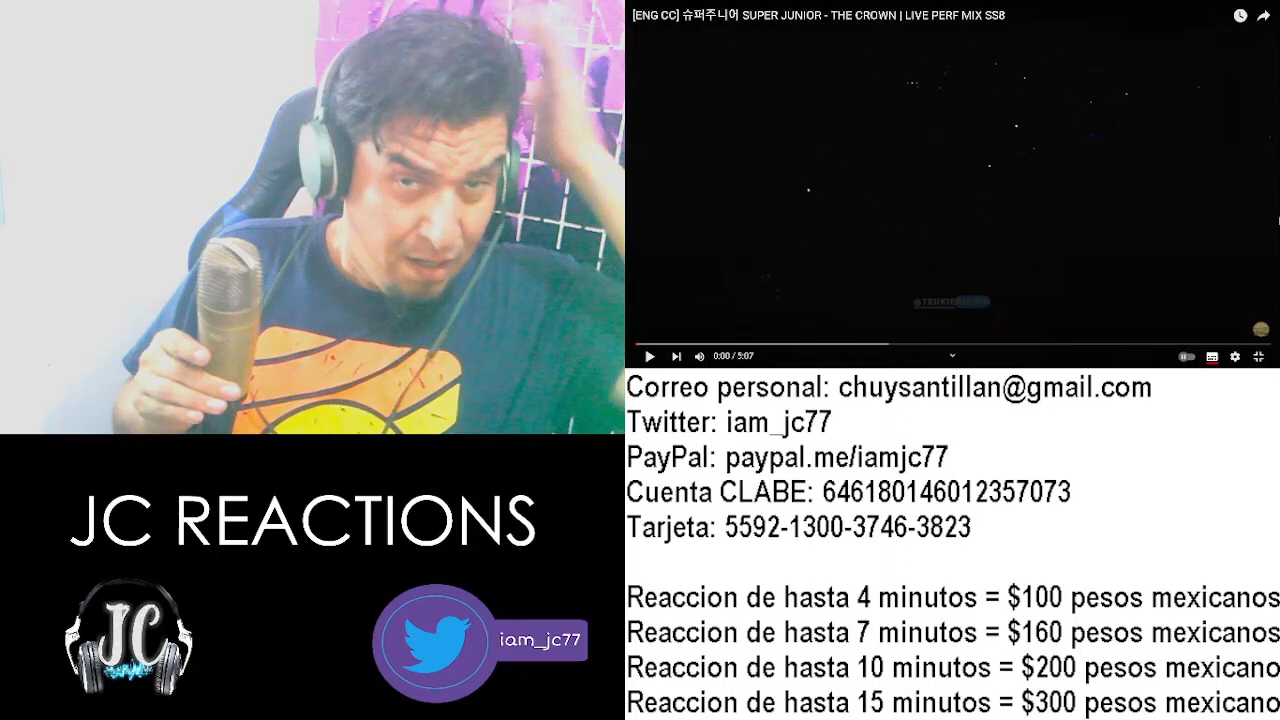 [ENG CC] 슈퍼주니어 SUPER JUNIOR - THE CROWN | LIVE PERF MIX SS8
0:00 / 5:07
Correo personal: chuysantillan@gmail.com
Twitter: iam_jc77
PayPal: paypal.me/iamjc77
Cuenta CLABE: 646180146012357073
Tarjeta: 5592-1300-3746-3823
Reaccion de hasta 4 minutos = $100 pesos mexicanos
Reaccion de hasta 7 minutos = $160 pesos mexicanos
Reaccion de hasta 10 minutos = $200 pesos mexicano
Reaccion de hasta 15 minutos = $300 pesos mexicano
JC REACTIONS
JC
iam_jc77